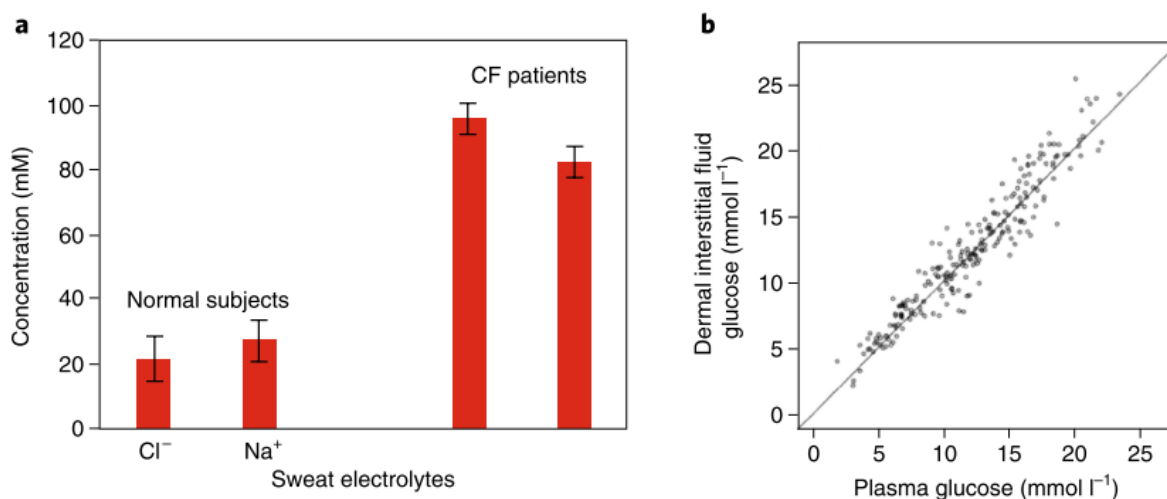 a
120
100
80
60
40
20
0
Concentration (mM)
Normal subjects
CF patients
Cl⁻
Na⁺
Sweat electrolytes
b
25
20
15
10
5
0
Dermal interstitial fluid
glucose (mmol l⁻¹)
0 5 10 15 20 25
Plasma glucose (mmol l⁻¹)